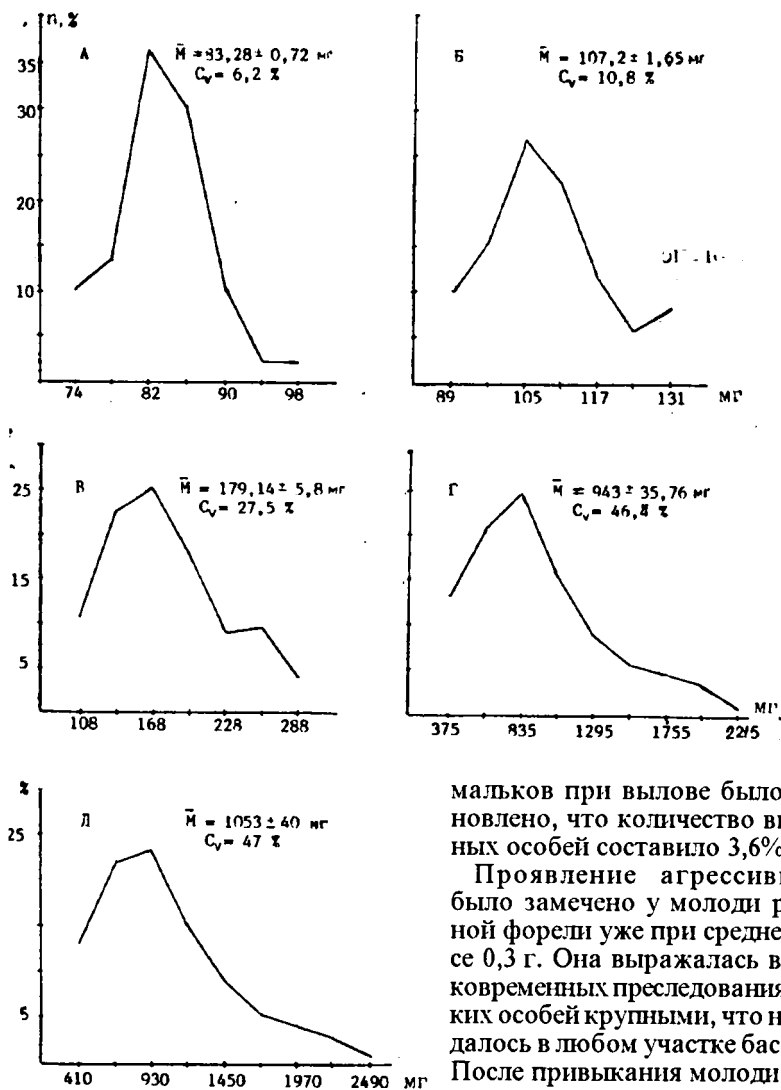 п, %
А
M̄ = 83,28 ± 0,72 мг
Cv= 6,2 %
35
30
20
10
74 82 90 98
Б
M̄ = 107,2 ± 1,65 мг
Cv= 10,8 %
89 105 117 131 мг
В
M̄ = 179,14 ± 5,8 мг
Cv= 27,5 %
25
15
5
108 168 228 288
Г
M̄ = 943 ± 35,76 мг
Cv= 46,8 %
375 835 1295 1755 мг
%
Д
M̄ = 1053 ± 40 мг
Cv= 47 %
25
5
410 930 1450 1970 2490 мг
мальков при вылове было
новлено, что количество
ных особей составило 3,6%
Проявление агрессив
было замечено у молоди р
ной форели уже при средне
се 0,3 г. Она выражалась в
ковременных преследования
ких особей крупными, что н
далось в любом участке бас
После привыкания молоди